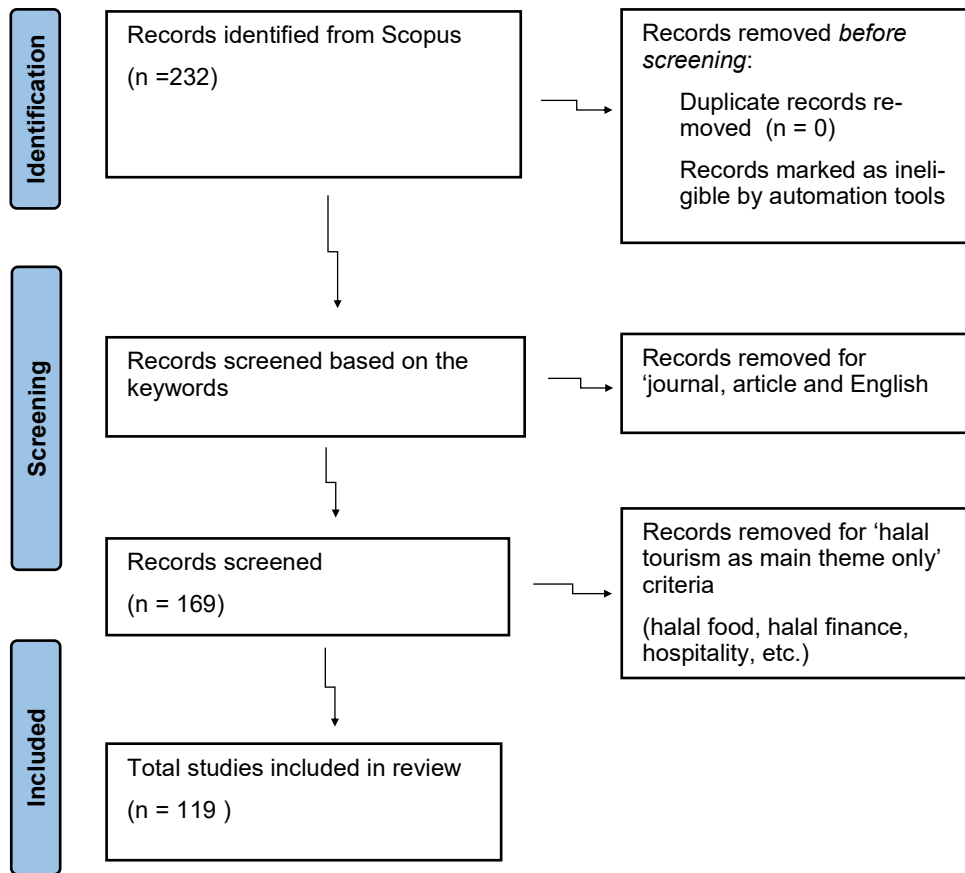 Identification
Records identified from Scopus
(n =232)
Records removed before
screening:
Duplicate records re-
moved (n = 0)
Records marked as ineli-
gible by automation tools
Screening
Records screened based on the
keywords
Records removed for
‘journal, article and English
Records screened
(n = 169)
Records removed for ‘halal
tourism as main theme only’
criteria
(halal food, halal finance,
hospitality, etc.)
Included
Total studies included in review
(n = 119 )